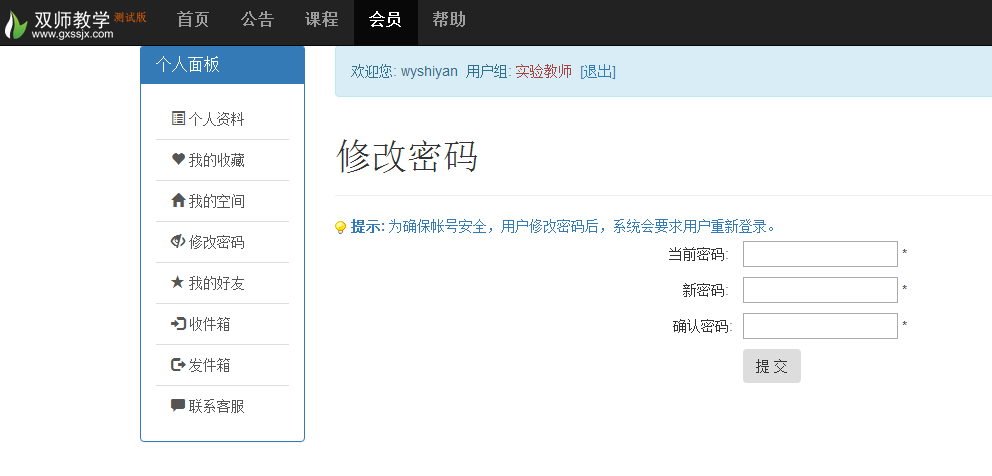 双师教学 测试版 首页 公告 课程 会员 帮助
www.gxssjx.com
个人面板
个人资料
我的收藏
我的空间
修改密码
我的好友
收件箱
发件箱
联系客服
欢迎您: wyshiyan 用户组: 实验教师 [退出]
修改密码
提示: 为确保帐号安全，用户修改密码后，系统会要求用户重新登录。
当前密码: *
新密码: *
确认密码: *
提 交